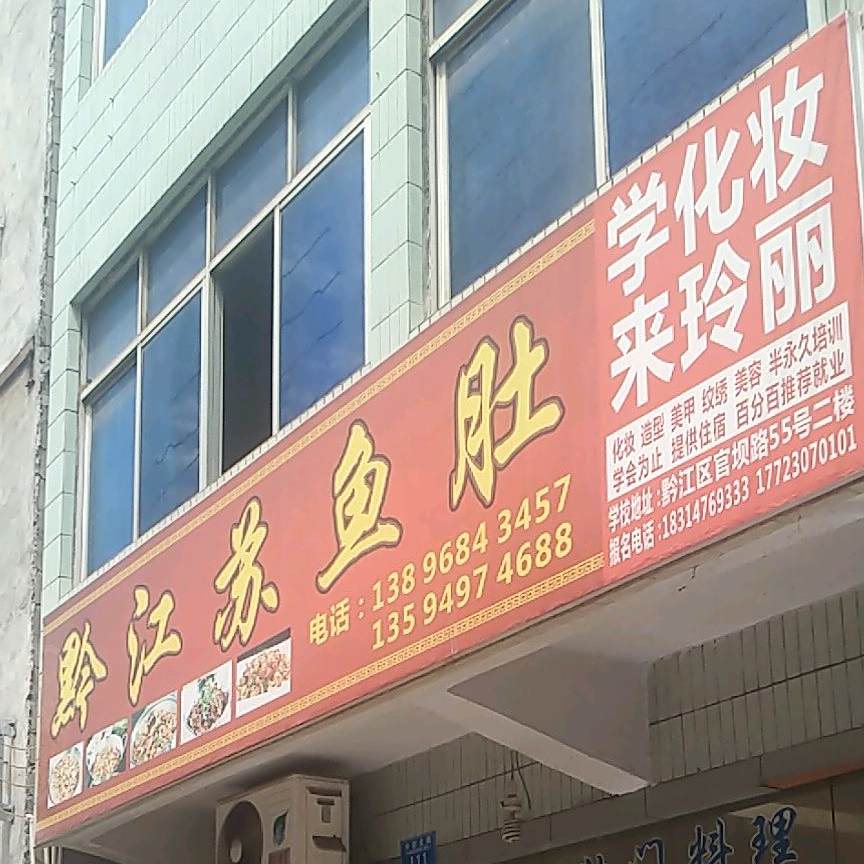 黔江苏鱼肚
电话：138 9684 3457
135 9497 4688
学化妆
来玲丽
化妆 造型 美甲 纹绣 美容 半永久培训
学会为止 提供住宿 百分百推荐就业
学校地址：黔江区官坝路55号二楼
报名电话：18314769333 17723070101
料理
111